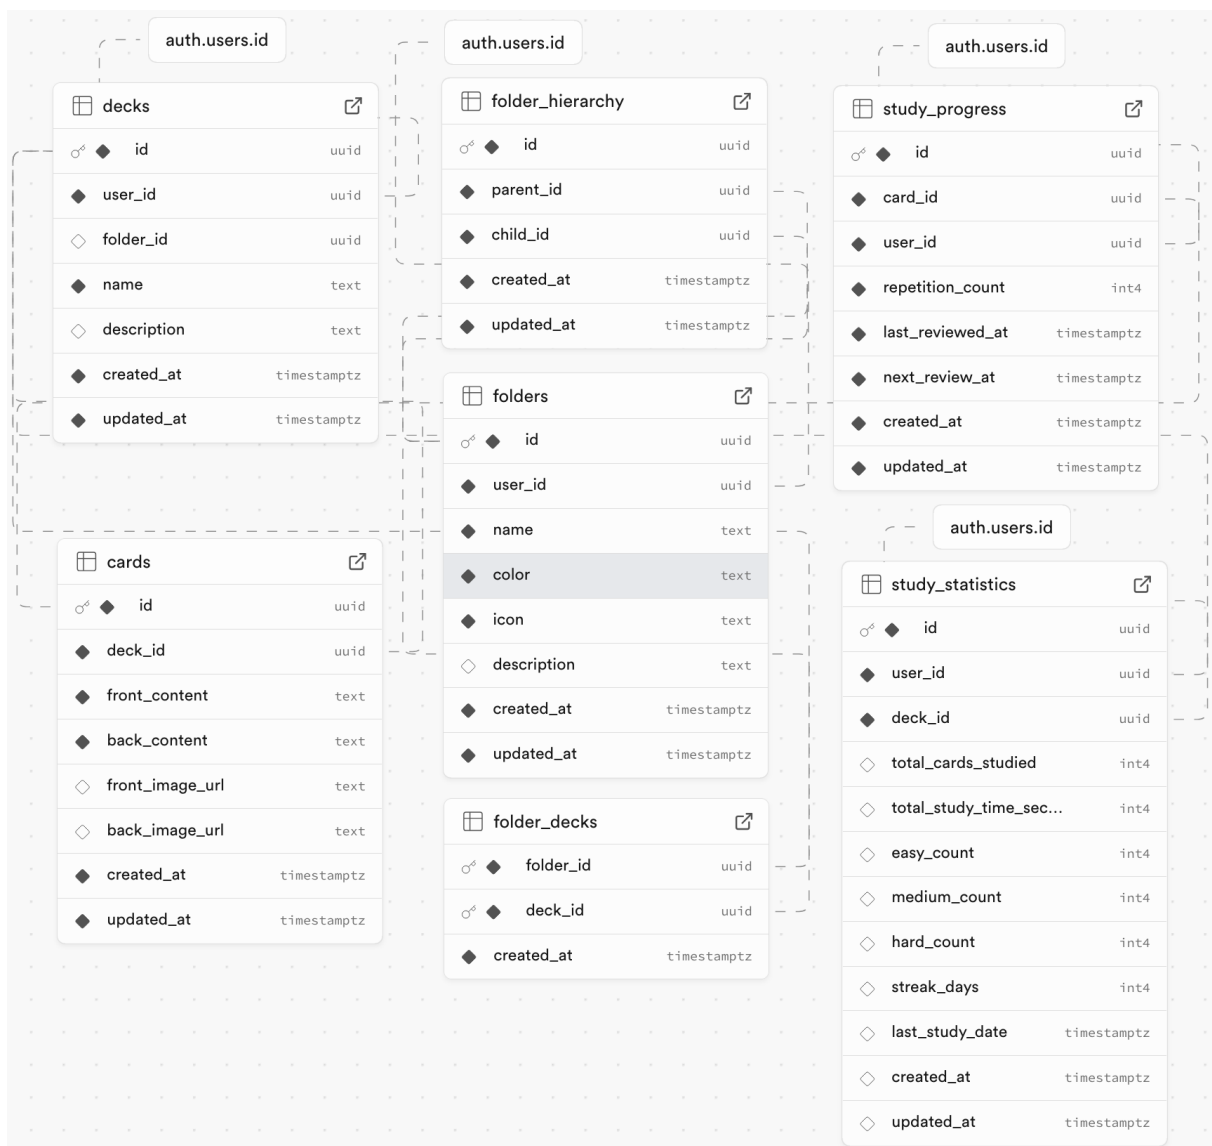 auth.users.id
decks
id uuid
user_id uuid
folder_id uuid
name text
description text
created_at timestamptz
updated_at timestamptz
cards
id uuid
deck_id uuid
front_content text
back_content text
front_image_url text
back_image_url text
created_at timestamptz
updated_at timestamptz
auth.users.id
folder_hierarchy
id uuid
parent_id uuid
child_id uuid
created_at timestamptz
updated_at timestamptz
folders
id uuid
user_id uuid
name text
color text
icon text
description text
created_at timestamptz
updated_at timestamptz
folder_decks
folder_id uuid
deck_id uuid
created_at timestamptz
auth.users.id
study_progress
id uuid
card_id uuid
user_id uuid
repetition_count int4
last_reviewed_at timestamptz
next_review_at timestamptz
created_at timestamptz
updated_at timestamptz
auth.users.id
study_statistics
id uuid
user_id uuid
deck_id uuid
total_cards_studied int4
total_study_time_sec... int4
easy_count int4
medium_count int4
hard_count int4
streak_days int4
last_study_date timestamptz
created_at timestamptz
updated_at timestamptz